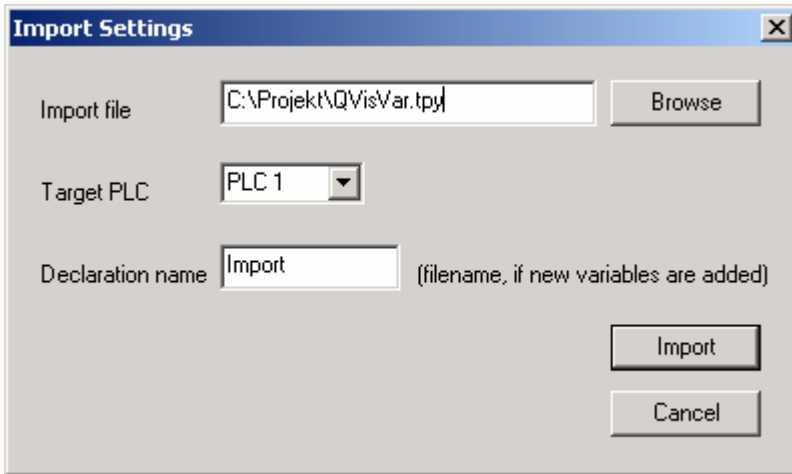 Import Settings
Import file C:\Projekt\QVisVar.tpy Browse
Target PLC PLC 1
Declaration name Import (filename, if new variables are added)
Import
Cancel